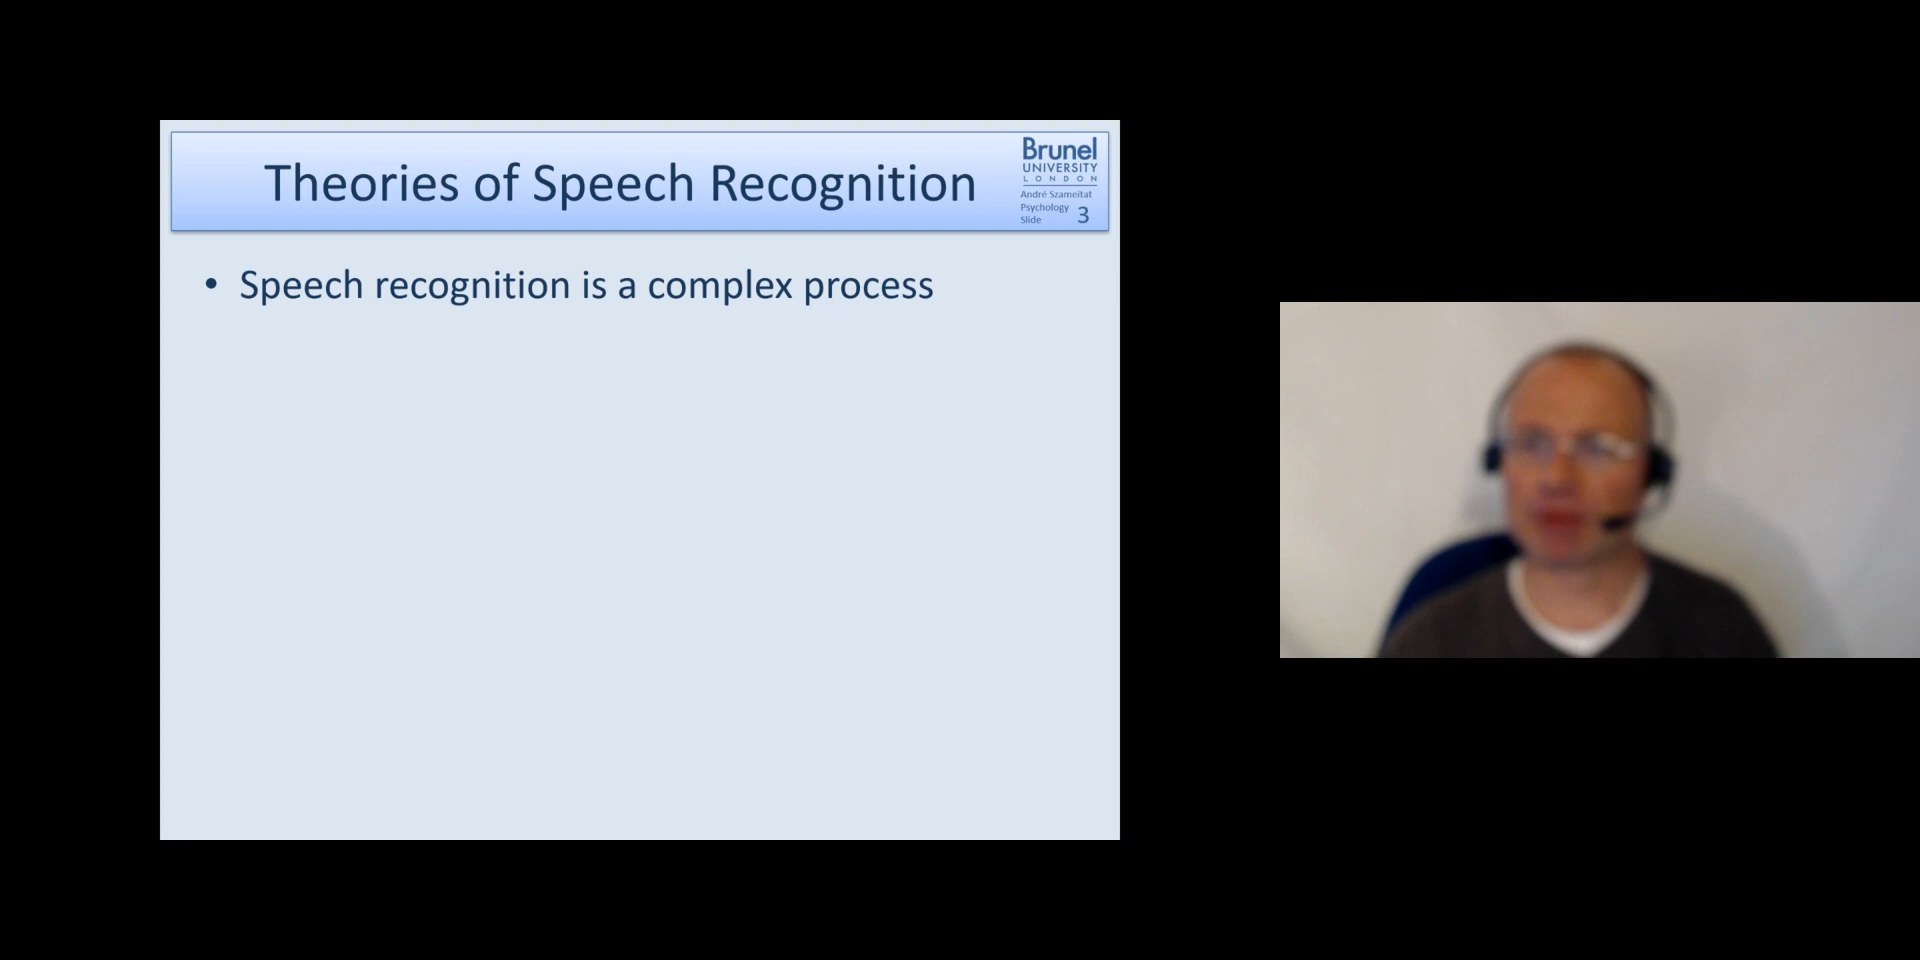 Theories of Speech Recognition
Brunel
UNIVERSITY
LONDON
André Szameitat
Psychology
Slide 3
• Speech recognition is a complex process